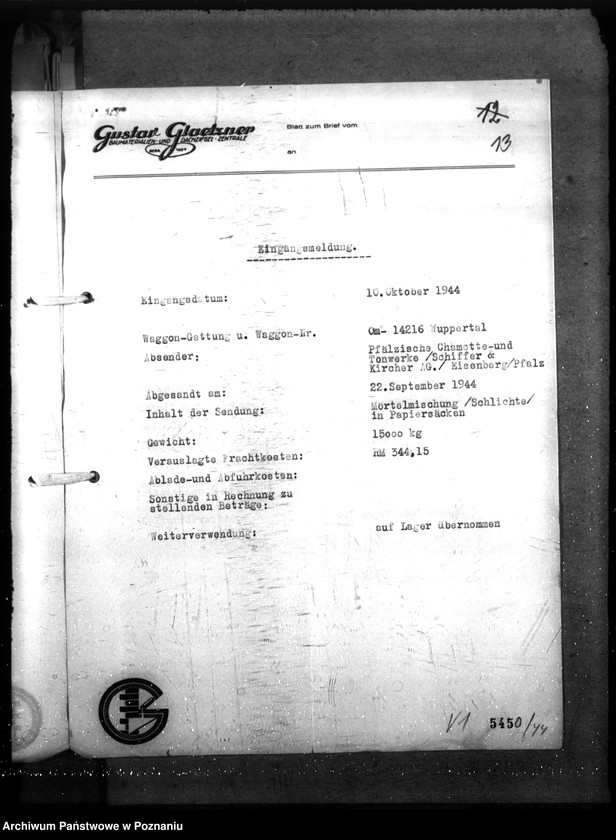 Gustav Glaetzner
BAUMATERIALIEN- UND DACHZIEGEL-ZENTRALE
Blatt zum Brief vom
an
12
13
Eingangsmeldung.
Eingangsdatum: 10.Oktober 1944
Waggon-Gattung u. Waggon-Nr. Om- 14216 Wuppertal
Absender: Pfälzische Chamotte-und
Tonwerke /Schiffer &
Kircher AG./ Eisenberg/Pfalz
Abgesandt am: 22.September 1944
Inhalt der Sendung: Mörtelmischung /Schlichte/
in Papiersäcken
Gewicht: 15000 kg
Verauslagte Frachtkosten: RM 344,15
Ablade-und Abfuhrkosten:
Sonstige in Rechnung zu
stellenden Beträge:
Weiterverwendung: auf Lager übernommen
V1 5450/44
Archiwum Państwowe w Poznaniu